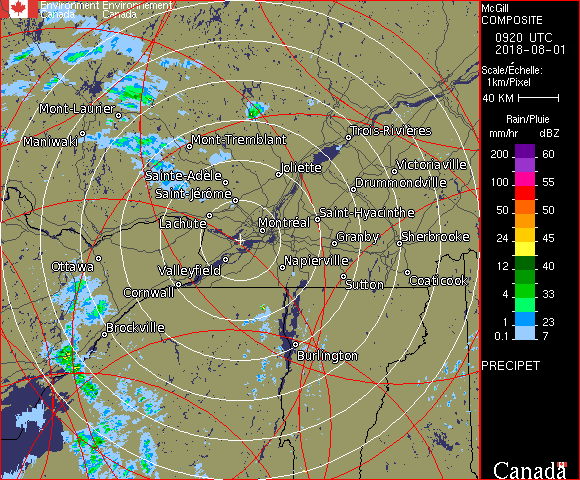 Environment Environnement
Canada Canada
Mont-Laurier
Maniwaki
Mont-Tremblant
Trois-Rivières
Sainte-Adèle
Joliette
Victoriaville
Saint-Jérôme
Drummondville
Lachute
Montréal
Saint-Hyacinthe
Granby
Sherbrooke
Ottawa
Valleyfield
Napierville
Cornwall
Sutton
Coaticook
Brockville
Burlington
McGill
COMPOSITE
0920 UTC
2018-08-01
Scale/Échelle:
1km/Pixel
40 KM
Rain/Pluie
mm/hr dBZ
200 60
100 55
50 50
24 45
12 40
4 33
1 23
0.1 7
PRECIPET
Canada